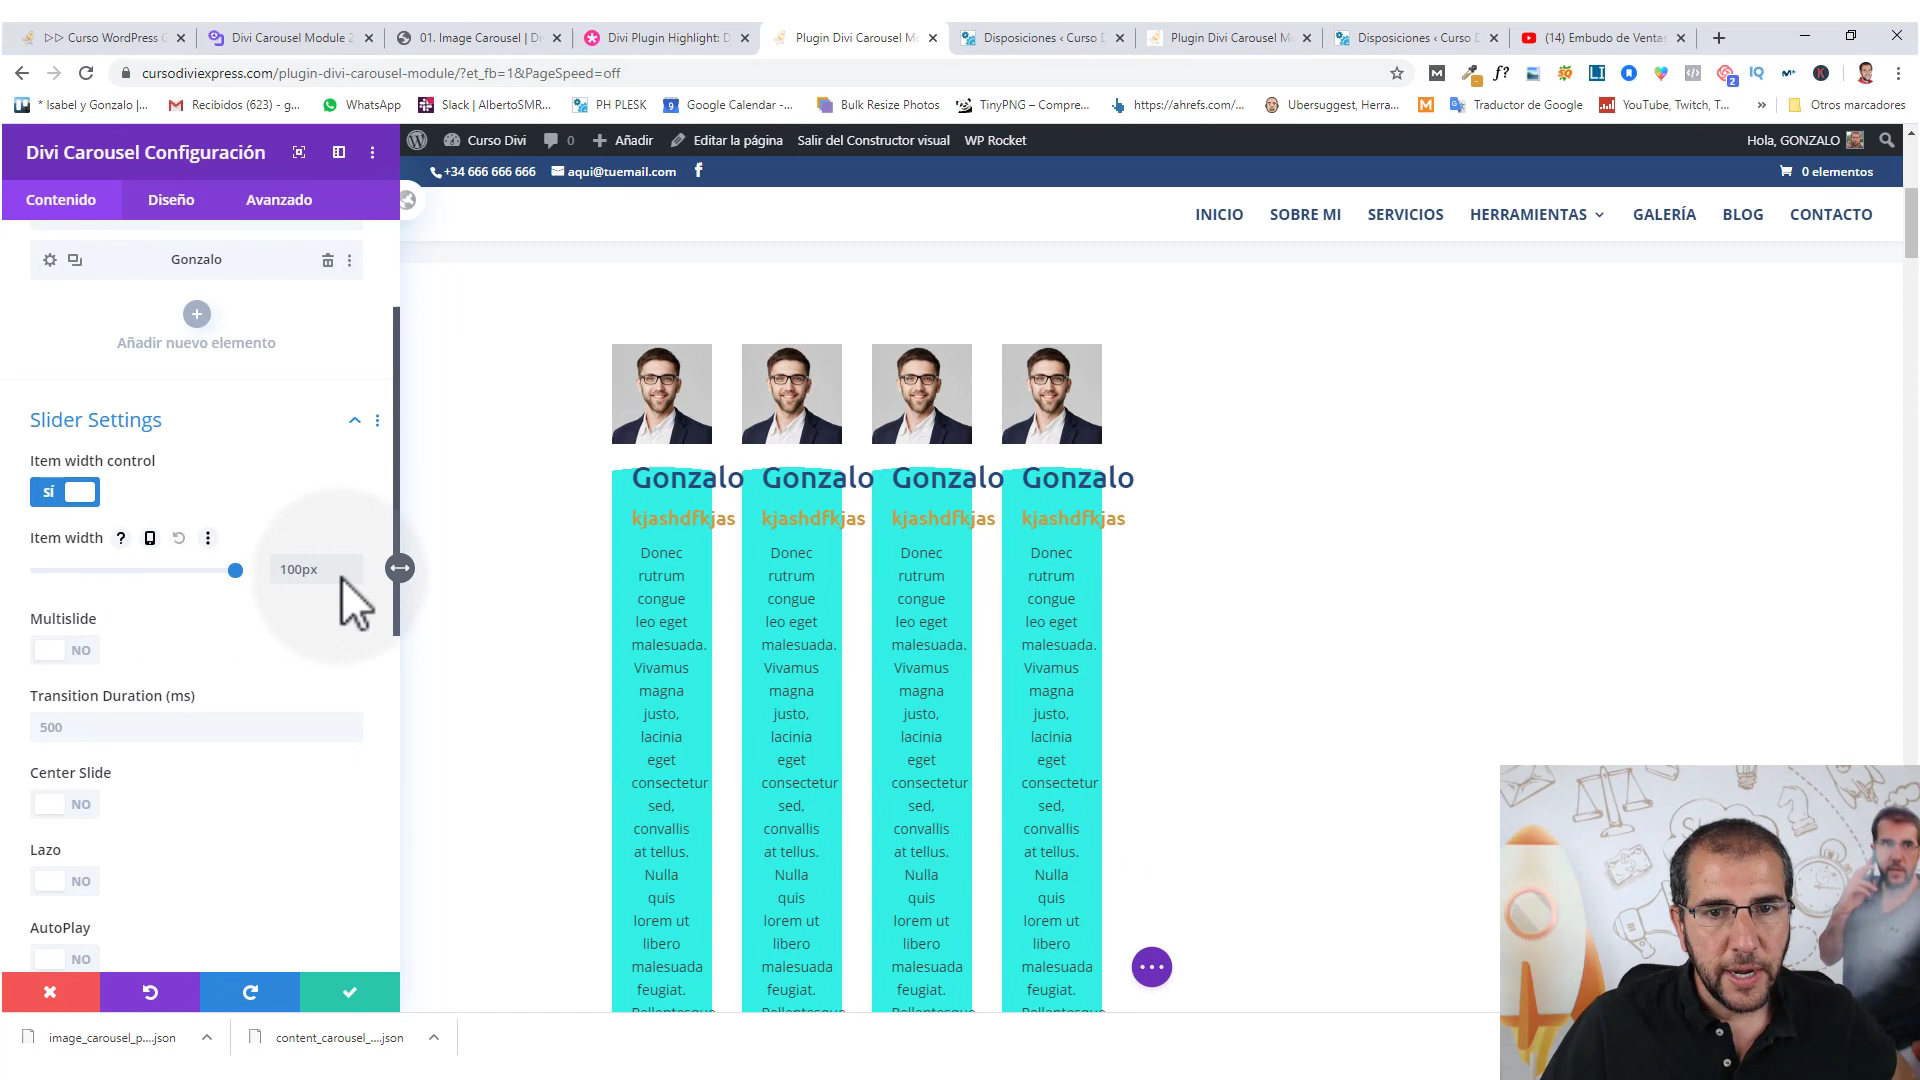 ▷▷ Curso WordPress G
Divi Carousel Module 2
01. Image Carousel | Di
Divi Plugin Highlight: D
Plugin Divi Carousel Mo
Disposiciones ‹ Curso D
Plugin Divi Carousel M
Disposiciones ‹ Curso D
(14) Embudo de Ventas
cursodiviexpress.com/plugin-divi-carousel-module/?et_fb=1&PageSpeed=off
* Isabel y Gonzalo |...
Recibidos (623) - g...
WhatsApp
Slack | AlbertoSMR...
PH PLESK
Google Calendar -...
Bulk Resize Photos
TinyPNG – Compre...
https://ahrefs.com/...
Ubersuggest, Herra...
Traductor de Google
YouTube, Twitch, T...
»
Otros marcadores
Divi Carousel Configuración
Contenido
Diseño
Avanzado
Gonzalo
Añadir nuevo elemento
Slider Settings
Item width control
SÍ
Item width
100px
Multislide
NO
Transition Duration (ms)
500
Center Slide
NO
Lazo
NO
AutoPlay
NO
Curso Divi
0
Añadir
Editar la página
Salir del Constructor visual
WP Rocket
Hola, GONZALO
+34 666 666 666
aqui@tuemail.com
0 elementos
INICIO
SOBRE MI
SERVICIOS
HERRAMIENTAS
GALERÍA
BLOG
CONTACTO
Gonzalo Gonzalo Gonzalo Gonzalo
kjashdfkjas kjashdfkjas kjashdfkjas kjashdfkjas
Donec Donec Donec Donec
rutrum rutrum rutrum rutrum
congue congue congue congue
leo eget leo eget leo eget leo eget
malesuada. malesuada. malesuada. malesuada.
Vivamus Vivamus Vivamus Vivamus
magna magna magna magna
justo, justo, justo, justo,
lacinia lacinia lacinia lacinia
eget eget eget eget
consectetur consectetur consectetur consectetur
sed, sed, sed, sed,
convallis convallis convallis convallis
at tellus. at tellus. at tellus. at tellus.
Nulla Nulla Nulla Nulla
quis quis quis quis
lorem ut lorem ut lorem ut lorem ut
libero libero libero libero
malesuada malesuada malesuada malesuada
feugiat. feugiat. feugiat. feugiat.
Pellentesque Pellentesque Pellentesque Pellentesque
image_carousel_p....json
content_carousel_....json